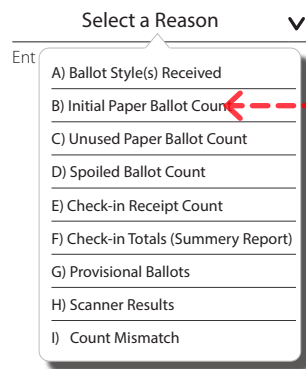 Select a Reason
Ent
A) Ballot Style(s) Received
B) Initial Paper Ballot Count
C) Unused Paper Ballot Count
D) Spoiled Ballot Count
E) Check-in Receipt Count
F) Check-in Totals (Summery Report)
G) Provisional Ballots
H) Scanner Results
I) Count Mismatch